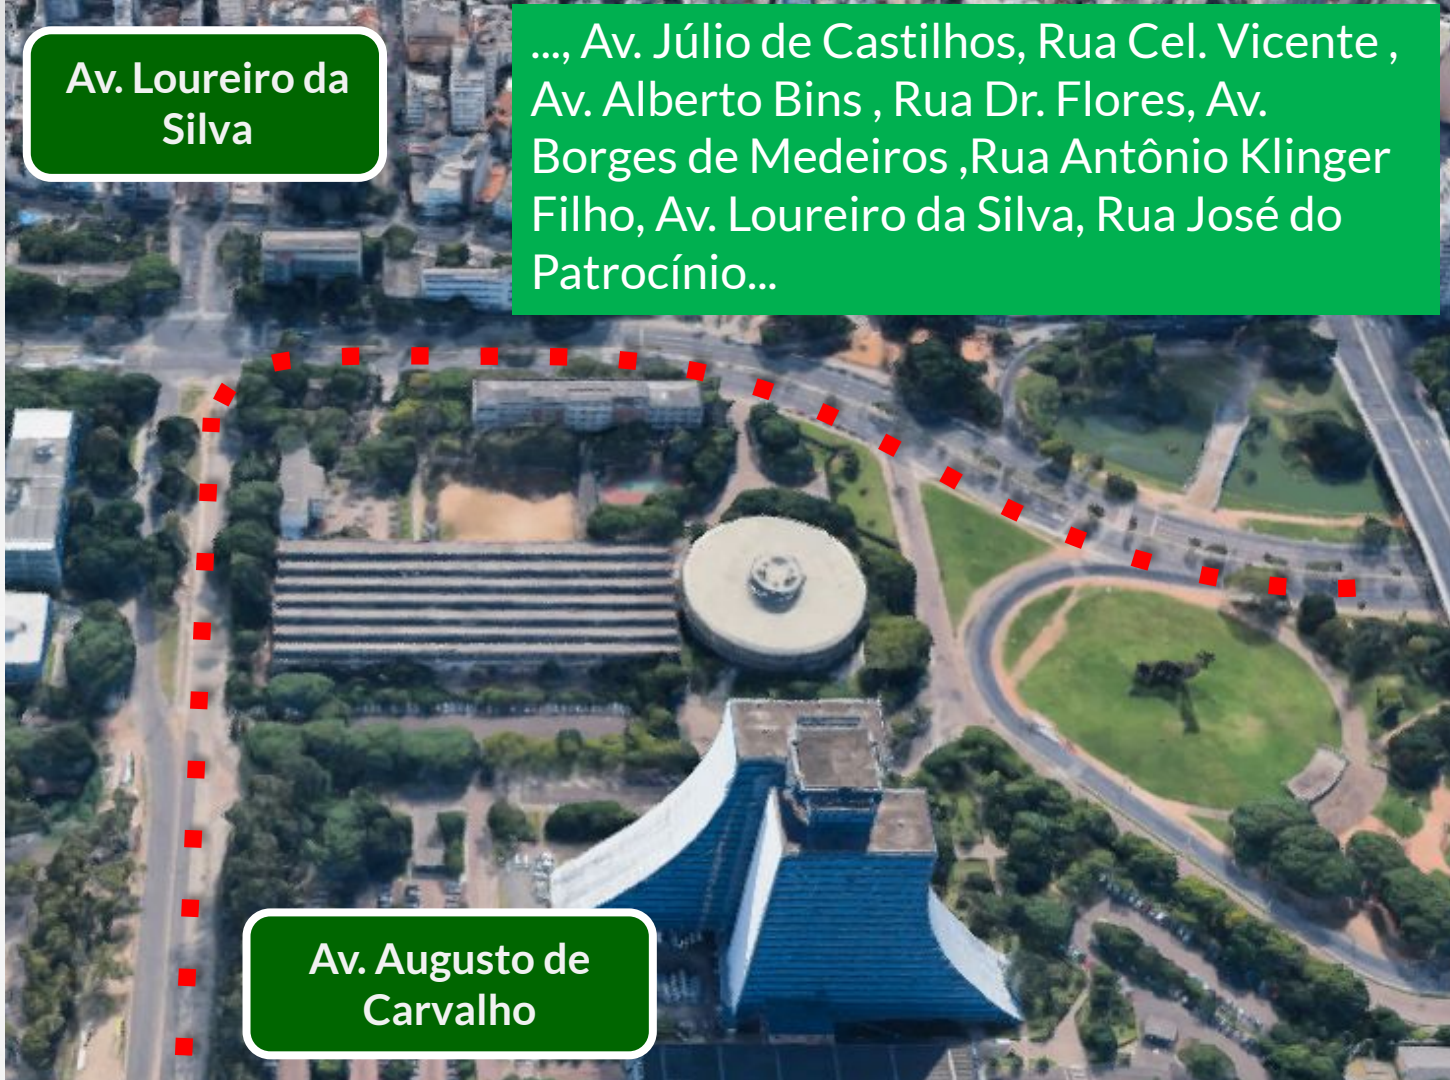 Av. Loureiro da
Silva
..., Av. Júlio de Castilhos, Rua Cel. Vicente ,
Av. Alberto Bins , Rua Dr. Flores, Av.
Borges de Medeiros ,Rua Antônio Klinger
Filho, Av. Loureiro da Silva, Rua José do
Patrocínio...
Av. Augusto de
Carvalho